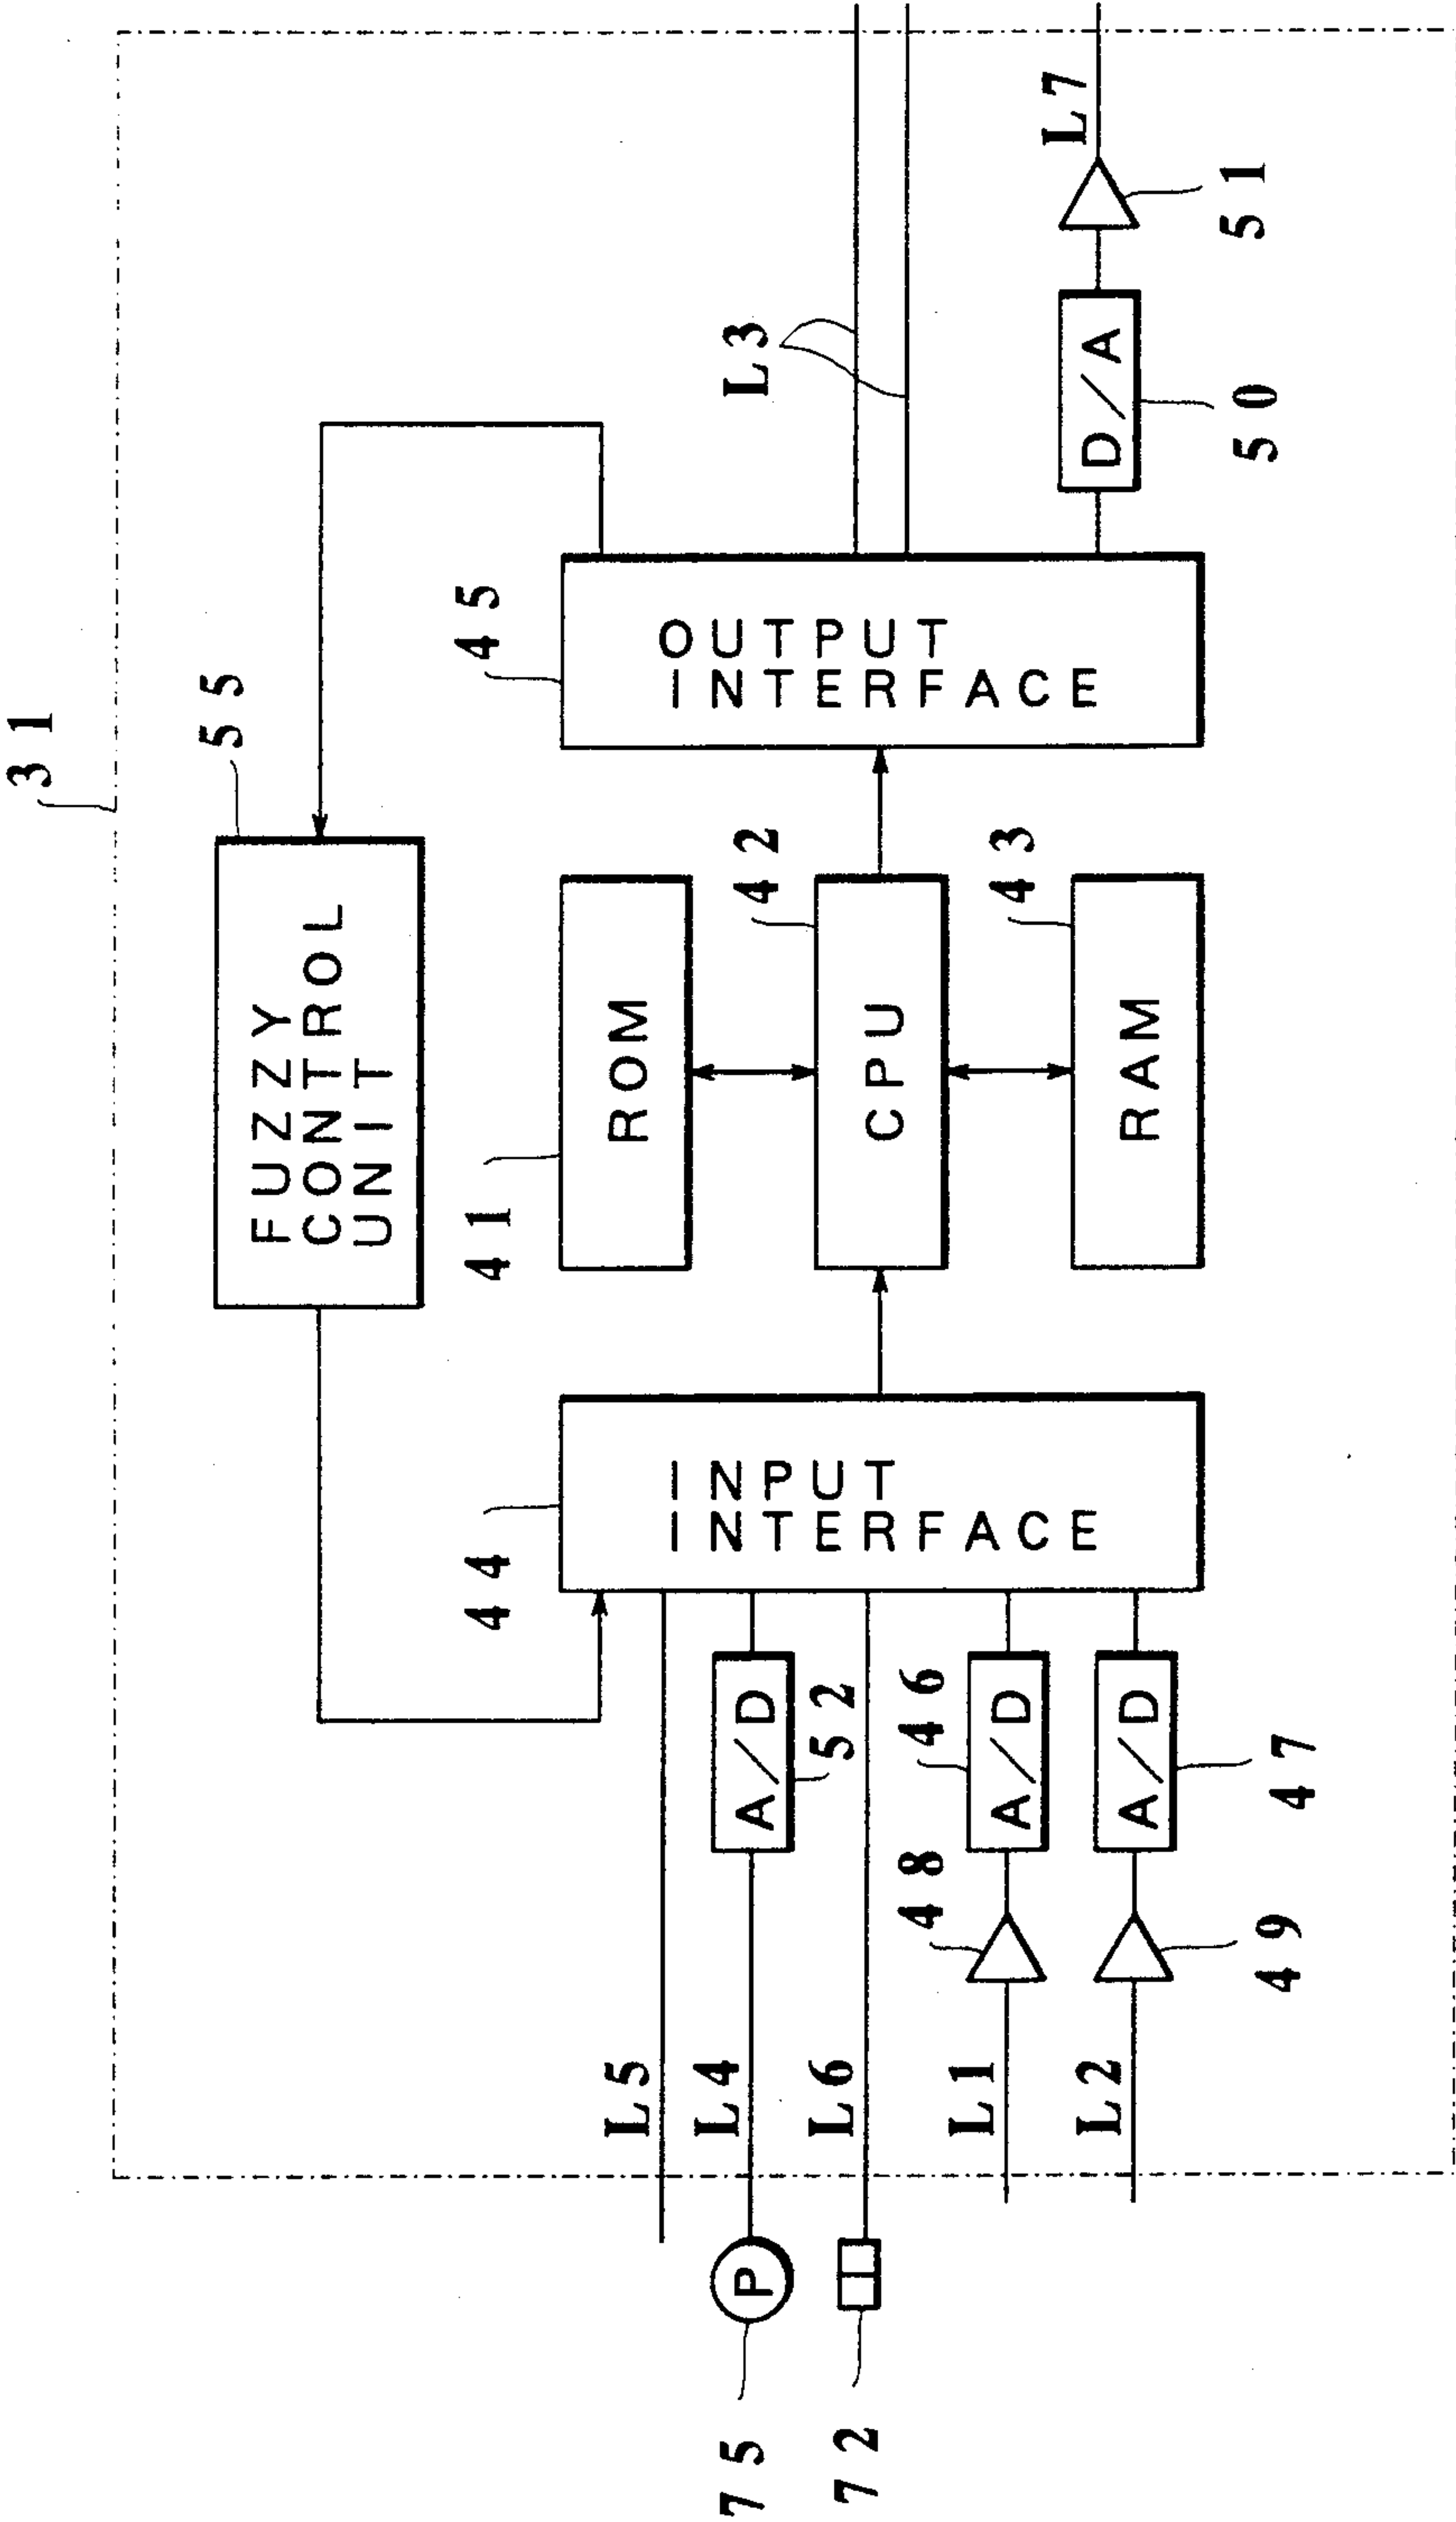 31
55
FUZZY
CONTROL
UNIT
45
OUTPUT
INTERFACE
L3
L7
D/A
50
51
41
ROM
42
CPU
43
RAM
44
INPUT
INTERFACE
L5
L4
A/D
52
P
75
L6
72
L1
48
A/D
46
L2
49
A/D
47